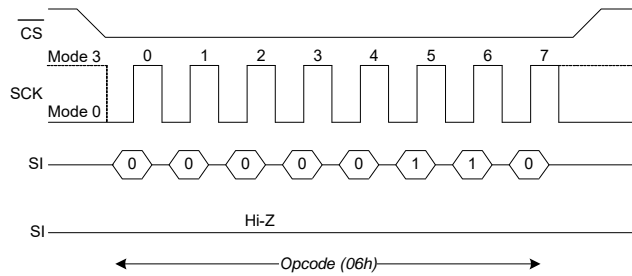 CS
Mode 3 0 1 2 3 4 5 6 7
SCK
Mode 0
SI 0 0 0 0 0 1 1 0
Hi-Z
SI
Opcode (06h)